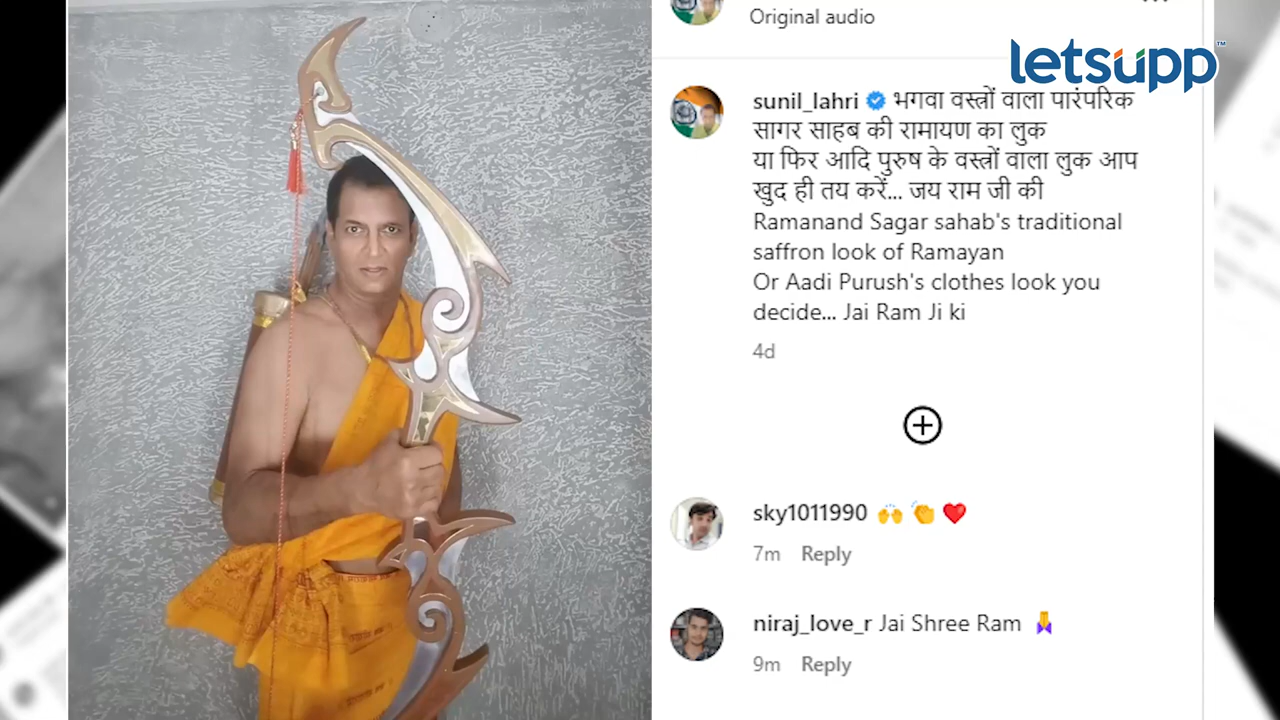 Original audio
letsupp™
sunil_lahri भगवा वस्त्रों वाला पारंपरिक
सागर साहब की रामायण का लुक
या फिर आदि पुरुष के वस्त्रों वाला लुक आप
खुद ही तय करें... जय राम जी की
Ramanand Sagar sahab's traditional
saffron look of Ramayan
Or Aadi Purush's clothes look you
decide... Jai Ram Ji ki
4d
sky1011990 🙌 👏 ❤️
7m Reply
niraj_love_r Jai Shree Ram 🙏
9m Reply